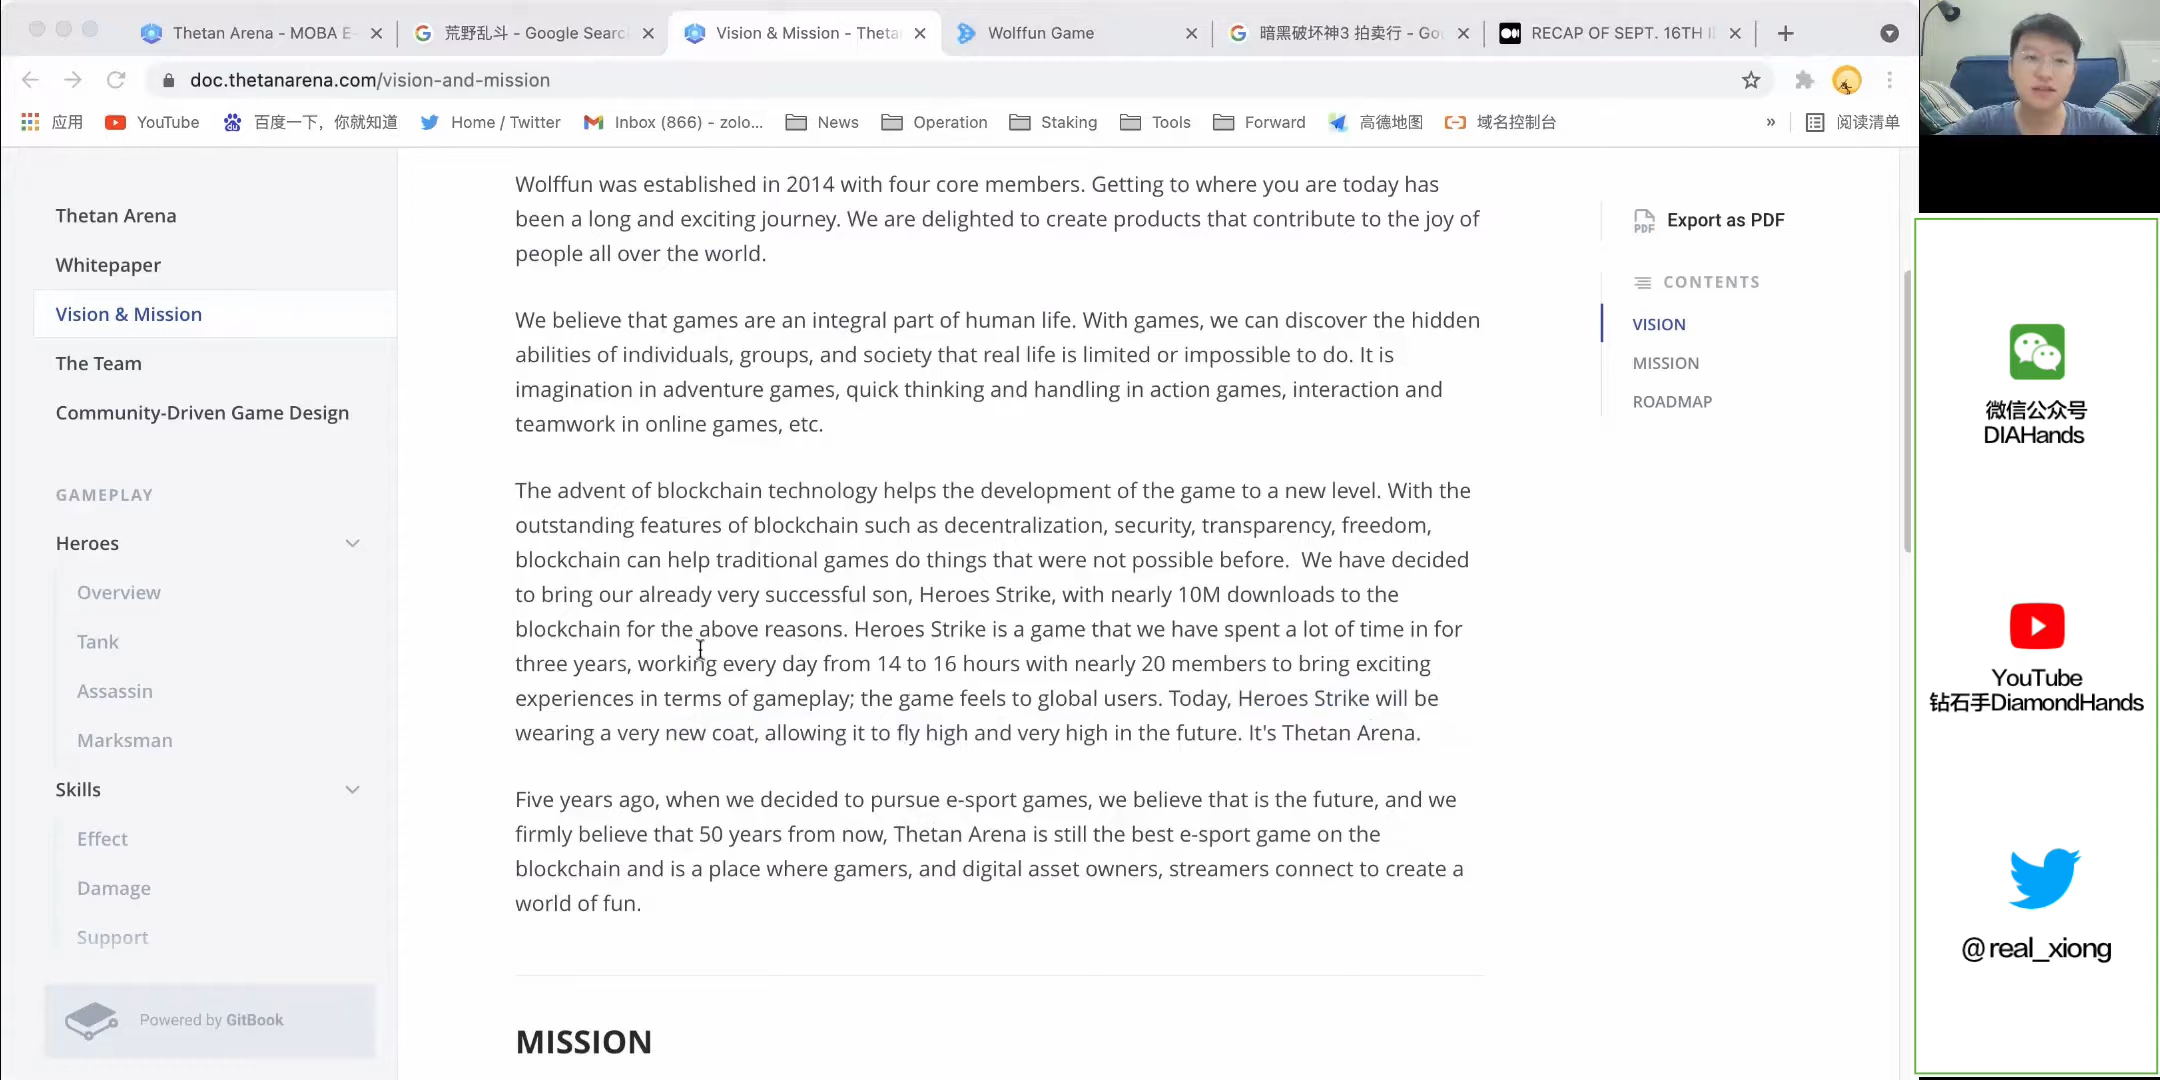 Thetan Arena - MOBA E-
荒野乱斗 - Google Searc
Vision & Mission - Theta
Wolffun Game
暗黑破坏神3 拍卖行 - Go
RECAP OF SEPT. 16TH I
doc.thetanarena.com/vision-and-mission
应用
YouTube
百度一下，你就知道
Home / Twitter
Inbox (866) - zolo...
News
Operation
Staking
Tools
Forward
高德地图
域名控制台
»
阅读清单
Thetan Arena
Whitepaper
Vision & Mission
The Team
Community-Driven Game Design
GAMEPLAY
Heroes
Overview
Tank
Assassin
Marksman
Skills
Effect
Damage
Support
Powered by GitBook
Wolffun was established in 2014 with four core members. Getting to where you are today has
been a long and exciting journey. We are delighted to create products that contribute to the joy of
people all over the world.
We believe that games are an integral part of human life. With games, we can discover the hidden
abilities of individuals, groups, and society that real life is limited or impossible to do. It is
imagination in adventure games, quick thinking and handling in action games, interaction and
teamwork in online games, etc.
The advent of blockchain technology helps the development of the game to a new level. With the
outstanding features of blockchain such as decentralization, security, transparency, freedom,
blockchain can help traditional games do things that were not possible before.  We have decided
to bring our already very successful son, Heroes Strike, with nearly 10M downloads to the
blockchain for the above reasons. Heroes Strike is a game that we have spent a lot of time in for
three years, working every day from 14 to 16 hours with nearly 20 members to bring exciting
experiences in terms of gameplay; the game feels to global users. Today, Heroes Strike will be
wearing a very new coat, allowing it to fly high and very high in the future. It's Thetan Arena.
Five years ago, when we decided to pursue e-sport games, we believe that is the future, and we
firmly believe that 50 years from now, Thetan Arena is still the best e-sport game on the
blockchain and is a place where gamers, and digital asset owners, streamers connect to create a
world of fun.
MISSION
PDF
Export as PDF
CONTENTS
VISION
MISSION
ROADMAP
微信公众号
DIAHands
YouTube
钻石手DiamondHands
@real_xiong